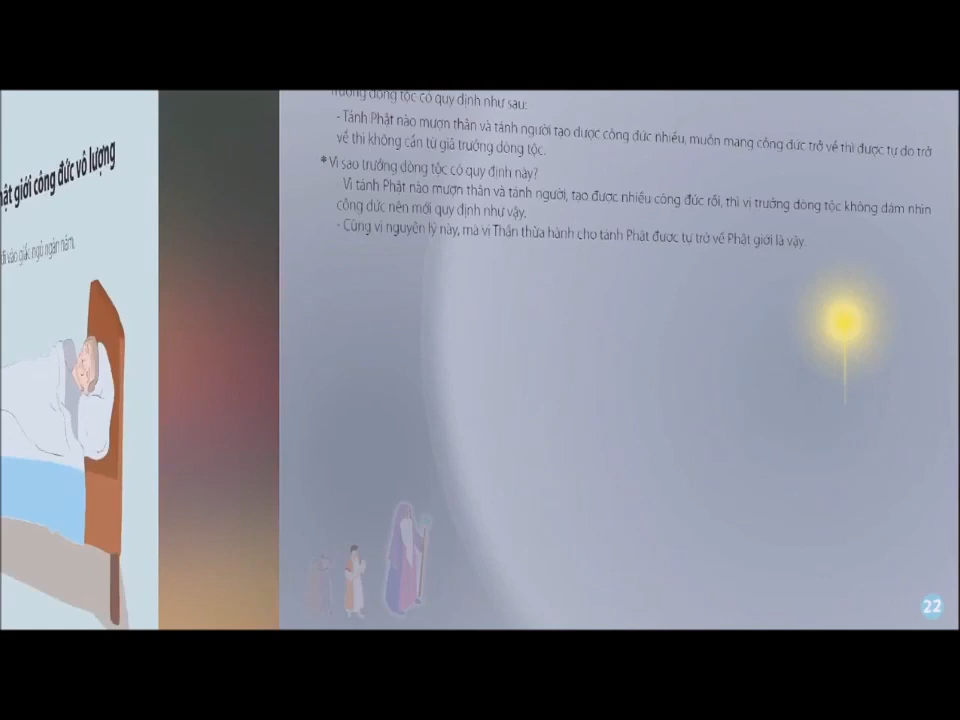 giới công đức vô lượng
đi vào giấc ngủ ngàn năm.
trưởng dòng tộc có quy định như sau:
- Tánh Phật nào mượn thân và tánh người tạo được công đức nhiều, muốn mang công đức trở về thì được tự do trở
về thì không cần từ giã trưởng dòng tộc.
* Vì sao trưởng dòng tộc có quy định này?
Vì tánh Phật nào mượn thân và tánh người, tạo được nhiều công đức rồi, thì vị trưởng dòng tộc không dám nhìn
công đức nên mới quy định như vậy.
- Cũng vì nguyên lý này, mà vị Thần thừa hành cho tánh Phật được tự trở về Phật giới là vậy.
22